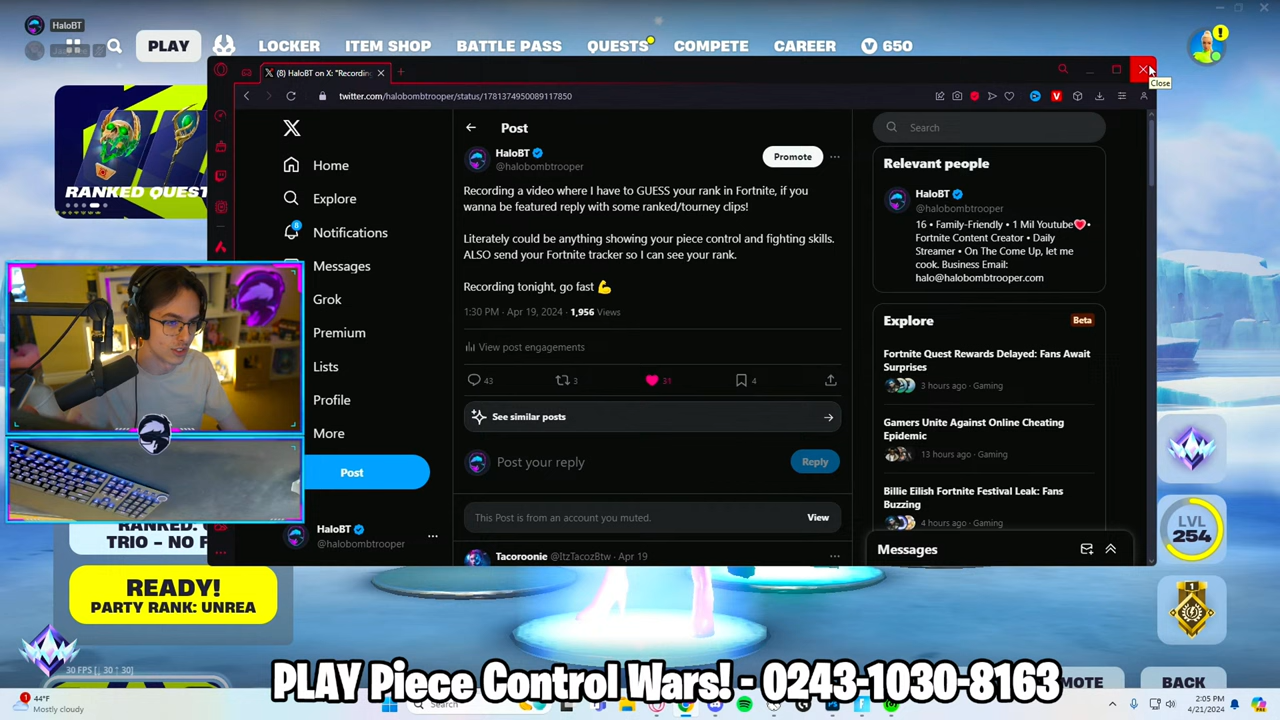 HaloBT
PLAY
LOCKER
ITEM SHOP
BATTLE PASS
QUESTS
COMPETE
CAREER
V 650
RANKED QUEST
(8) HaloBT on X: "Recording
Close
twitter.com/halobombtrooper/status/1781374950089117850
Home
Explore
8
Notifications
Messages
Grok
Premium
Lists
Profile
More
Post
HaloBT
@halobombtrooper
Post
HaloBT
@halobombtrooper
Promote
Recording a video where I have to GUESS your rank in Fortnite, if you
wanna be featured reply with some ranked/tourney clips!
Literately could be anything showing your piece control and fighting skills.
ALSO send your Fortnite tracker so I can see your rank.
Recording tonight, go fast 💪
1:30 PM · Apr 19, 2024 · 1,956 Views
View post engagements
43
3
31
4
See similar posts
Post your reply
Reply
This Post is from an account you muted.
View
Tacoroonie @ItzTacozBtw · Apr 19
Search
Relevant people
HaloBT
@halobombtrooper
16 • Family-Friendly • 1 Mil Youtube❤️ •
Fortnite Content Creator • Daily
Streamer • On The Come Up, let me
cook. Business Email:
halo@halobombtrooper.com
Explore
Beta
Fortnite Quest Rewards Delayed: Fans Await
Surprises
3 hours ago · Gaming
Gamers Unite Against Online Cheating
Epidemic
13 hours ago · Gaming
Billie Eilish Fortnite Festival Leak: Fans
Buzzing
4 hours ago · Gaming
Messages
LVL
254
1
TRIO - NO
READY!
PARTY RANK: UNREA
30 FPS
BACK
PLAY Piece Control Wars! - 0243-1030-8163
1
44°F
Mostly cloudy
Search
2:05 PM
4/21/2024